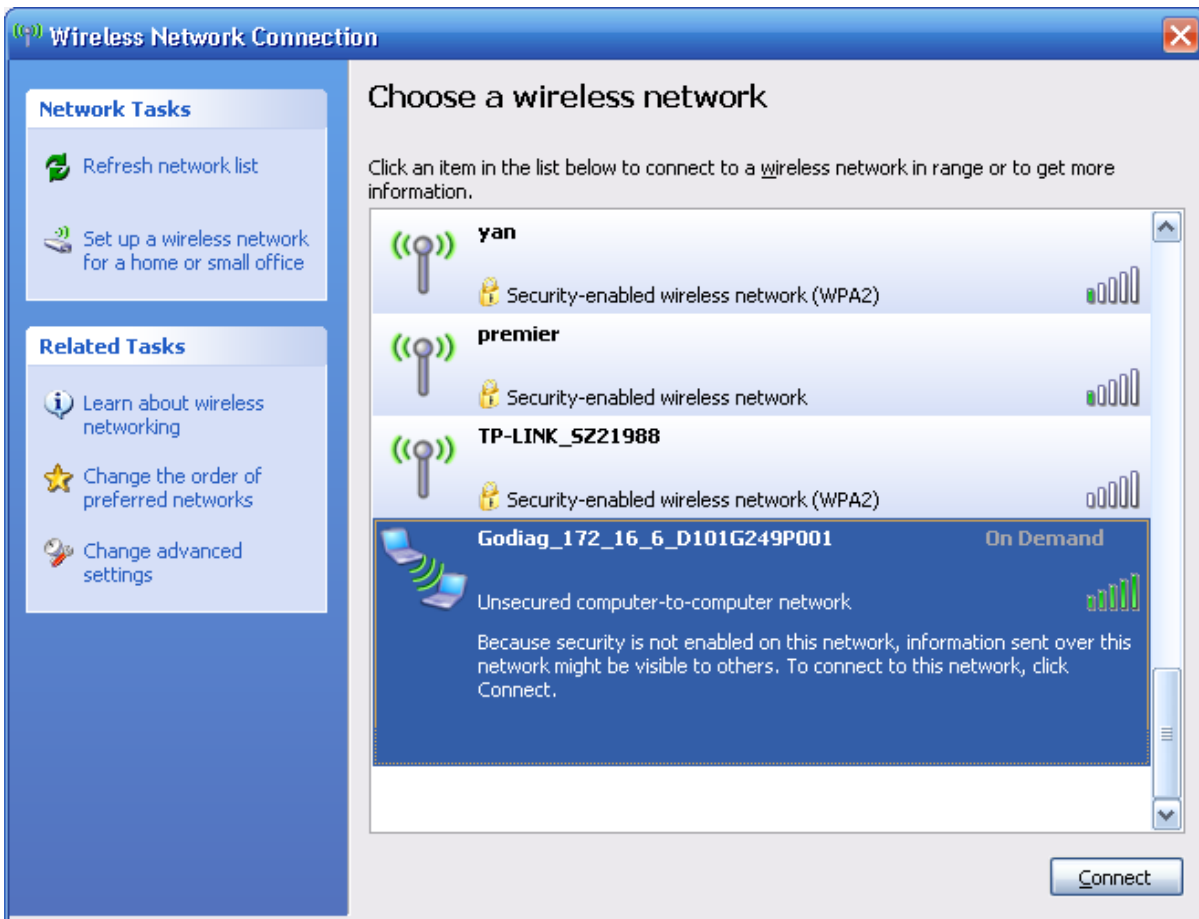 Wireless Network Connection
Network Tasks
Refresh network list
Set up a wireless network
for a home or small office
Related Tasks
Learn about wireless
networking
Change the order of
preferred networks
Change advanced
settings
Choose a wireless network
Click an item in the list below to connect to a wireless network in range or to get more
information.
yan
Security-enabled wireless network (WPA2)
premier
Security-enabled wireless network
TP-LINK_SZ21988
Security-enabled wireless network (WPA2)
Godiag_172_16_6_D101G249P001 On Demand
Unsecured computer-to-computer network
Because security is not enabled on this network, information sent over this
network might be visible to others. To connect to this network, click
Connect.
Connect